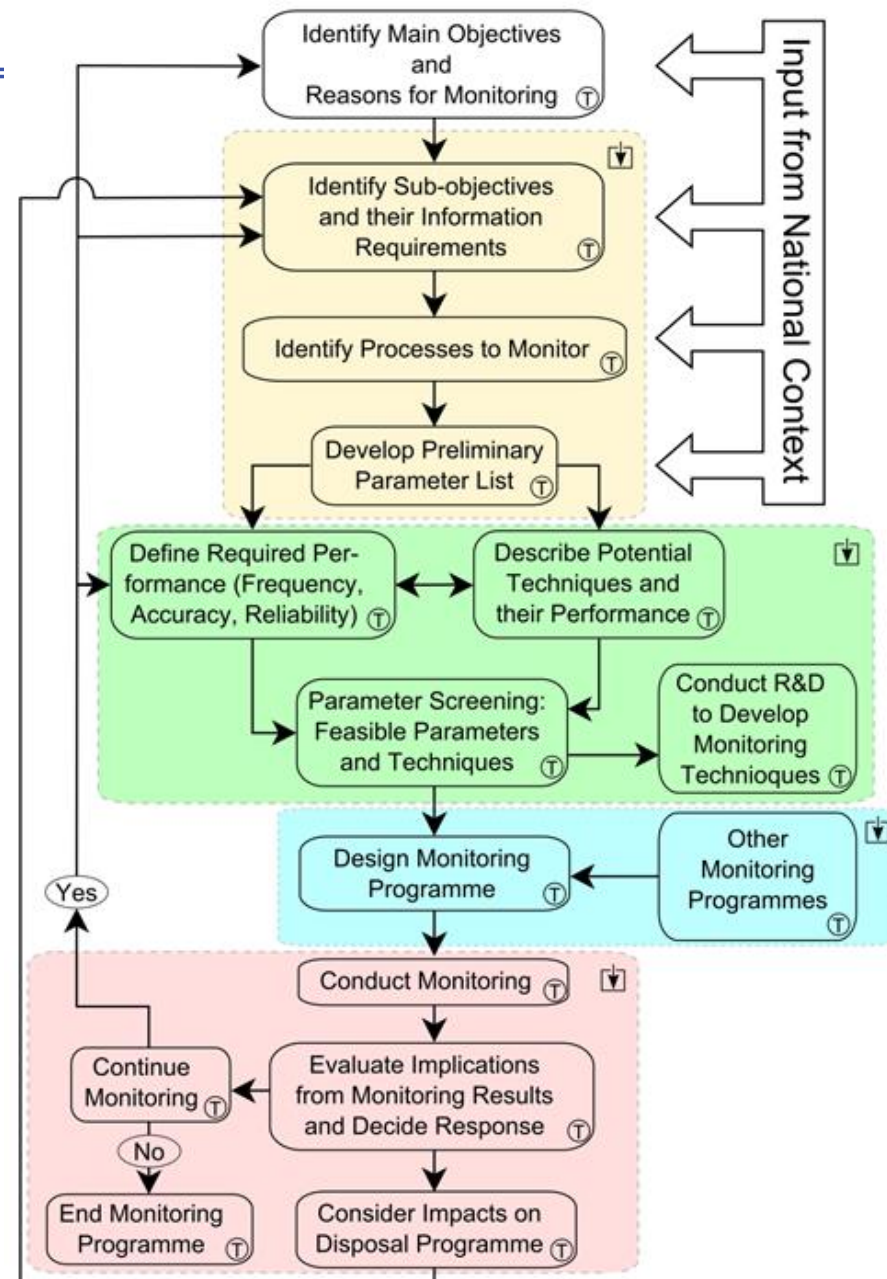 Identify Main Objectives
and
Reasons for Monitoring
T
Input from National Context
Identify Sub-objectives
and their Information
Requirements
T
Identify Processes to Monitor
T
Develop Preliminary
Parameter List
T
Define Required Per-
formance (Frequency,
Accuracy, Reliability)
T
Describe Potential
Techniques and
their Performance
T
Parameter Screening:
Feasible Parameters
and Techniques
T
Conduct R&D
to Develop
Monitoring
Technioques
T
Design Monitoring
Programme
T
Other
Monitoring
Programmes
T
Yes
Conduct Monitoring
T
Continue
Monitoring
T
Evaluate Implications
from Monitoring Results
and Decide Response
T
No
End Monitoring
Programme
T
Consider Impacts on
Disposal Programme
T